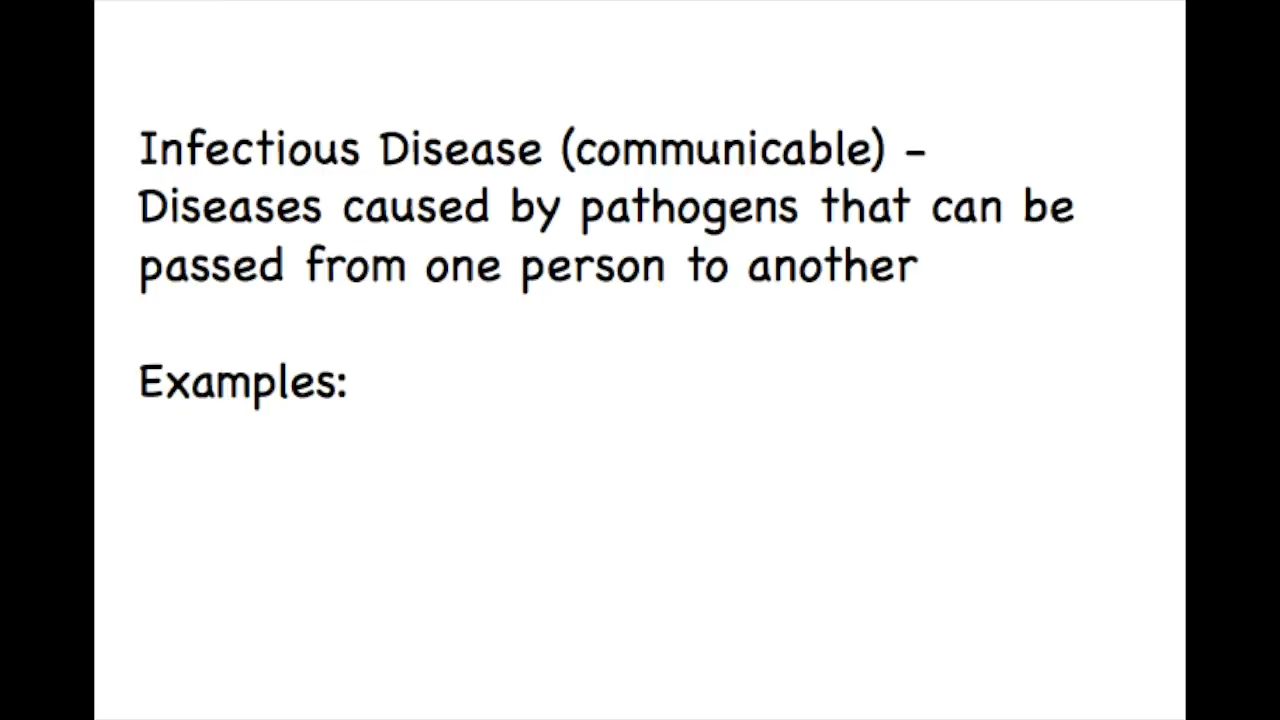 Infectious Disease (communicable) –
Diseases caused by pathogens that can be
passed from one person to another
Examples: